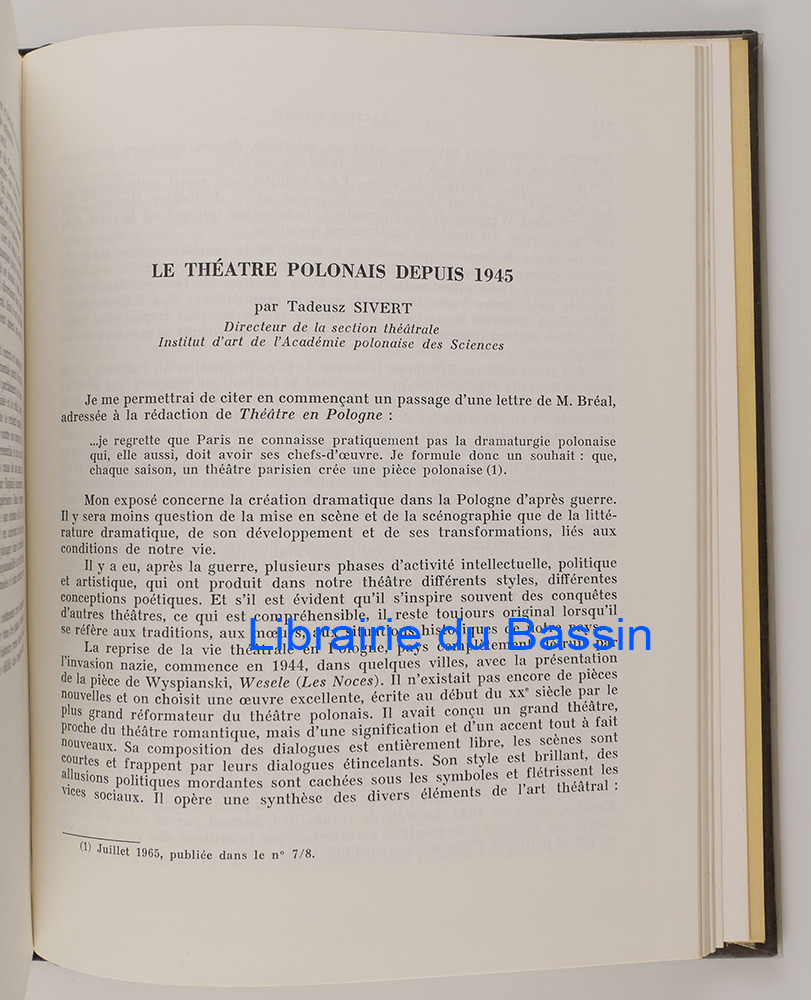 LE THÉATRE POLONAIS DEPUIS 1945
par Tadeusz SIVERT
Directeur de la section théâtrale
Institut d'art de l'Académie polonaise des Sciences
Je me permettrai de citer en commençant un passage d'une lettre de M. Bréal,
adressée à la rédaction de Théâtre en Pologne :
...je regrette que Paris ne connaisse pratiquement pas la dramaturgie polonaise
qui, elle aussi, doit avoir ses chefs-d'œuvre. Je formule donc un souhait : que,
chaque saison, un théâtre parisien crée une pièce polonaise (1).
Mon exposé concerne la création dramatique dans la Pologne d'après guerre.
Il y sera moins question de la mise en scène et de la scénographie que de la litté-
rature dramatique, de son développement et de ses transformations, liés aux
conditions de notre vie.
Il y a eu, après la guerre, plusieurs phases d'activité intellectuelle, politique
et artistique, qui ont produit dans notre théâtre différents styles, différentes
conceptions poétiques. Et s'il est évident qu'il s'inspire souvent des conquêtes
d'autres théâtres, ce qui est compréhensible, il reste toujours original lorsqu'il
se réfère aux traditions, aux mœurs, aux situations historiques de notre pays.
Librairie du Bassin
La reprise de la vie théâtrale en Pologne, pays complètement détruit par
l'invasion nazie, commence en 1944, dans quelques villes, avec la présentation
de la pièce de Wyspianski, Wesele (Les Noces). Il n'existait pas encore de pièces
nouvelles et on choisit une œuvre excellente, écrite au début du XXe siècle par le
plus grand réformateur du théâtre polonais. Il avait conçu un grand théâtre,
proche du théâtre romantique, mais d'une signification et d'un accent tout à fait
nouveaux. Sa composition des dialogues est entièrement libre, les scènes sont
courtes et frappent par leurs dialogues étincelants. Son style est brillant, des
allusions politiques mordantes sont cachées sous les symboles et flétrissent les
vices sociaux. Il opère une synthèse des divers éléments de l'art théâtral :
(1) Juillet 1965, publiée dans le n° 7/8.